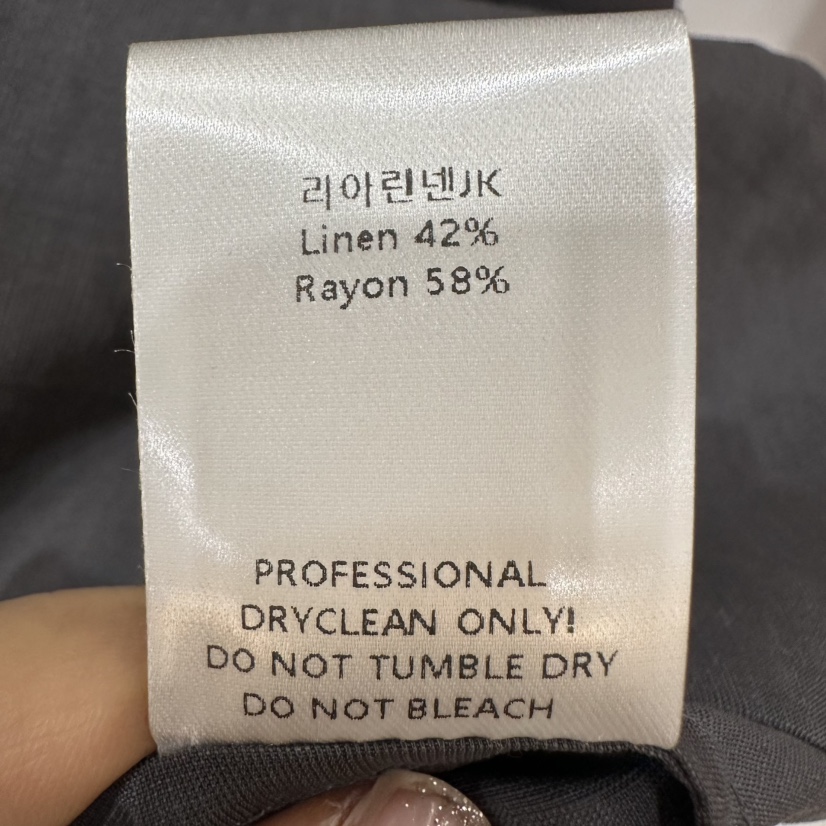 리아린넨JK
Linen 42%
Rayon 58%
PROFESSIONAL
DRYCLEAN ONLY!
DO NOT TUMBLE DRY
DO NOT BLEACH